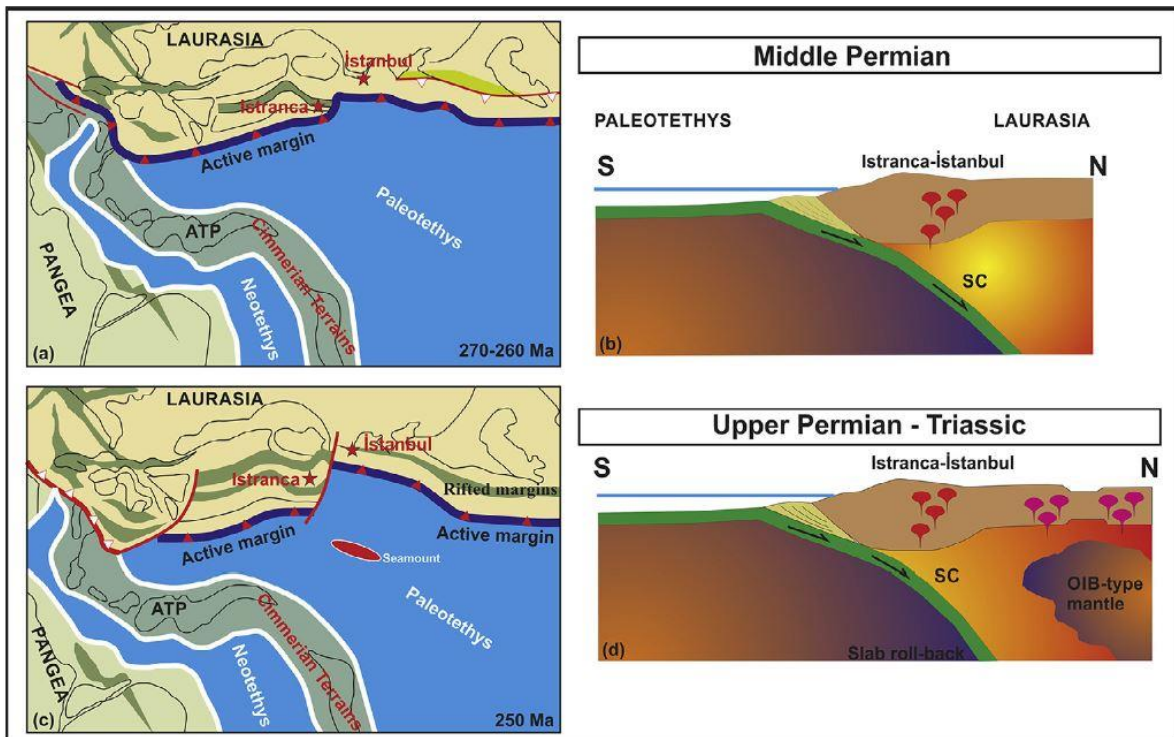 LAURASIA
İstanbul
Istranca
Active margin
Paleotethys
ATP
Cimmerian Terrains
PANGEA
Neotethys
(a)
270-260 Ma
Middle Permian
PALEOTETHYS LAURASIA
S Istranca-İstanbul N
SC
(b)
LAURASIA
İstanbul
Istranca
Rifted margins
Active margin
Active margin
Seamount
Paleotethys
ATP
Cimmerian Terrains
PANGEA
Neotethys
(c)
250 Ma
Upper Permian - Triassic
S Istranca-İstanbul N
SC
OIB-type
mantle
Slab roll-back
(d)